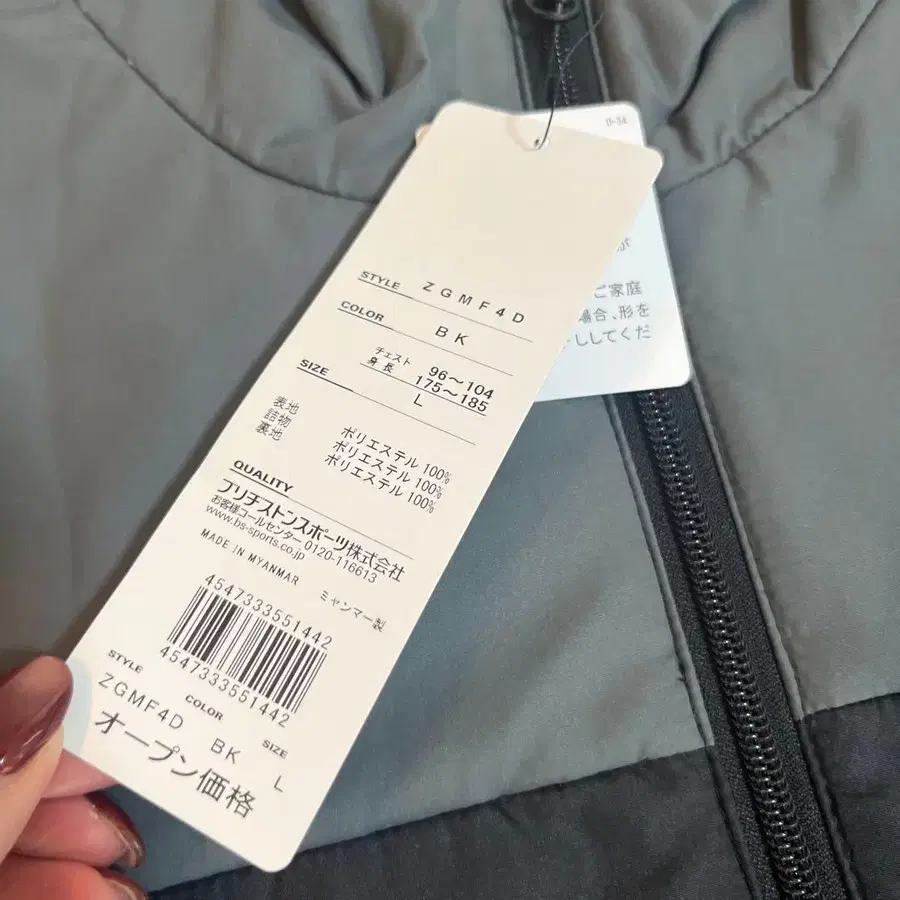 STYLE ZGMF4D
COLOR BK
チェスト 96〜104
身長 175〜185
SIZE L
表地 ポリエステル 100%
詰物 ポリエステル 100%
裏地 ポリエステル 100%
QUALITY
ブリヂストンスポーツ株式会社
お客様コールセンター 0120-116613
www.bs-sports.co.jp
MADE IN MYANMAR ミャンマー製
4547333551442
4547333551442
STYLE COLOR SIZE
ZGMF4D BK L
オープン価格
が
ご家庭
場合、形を
ししてくだ